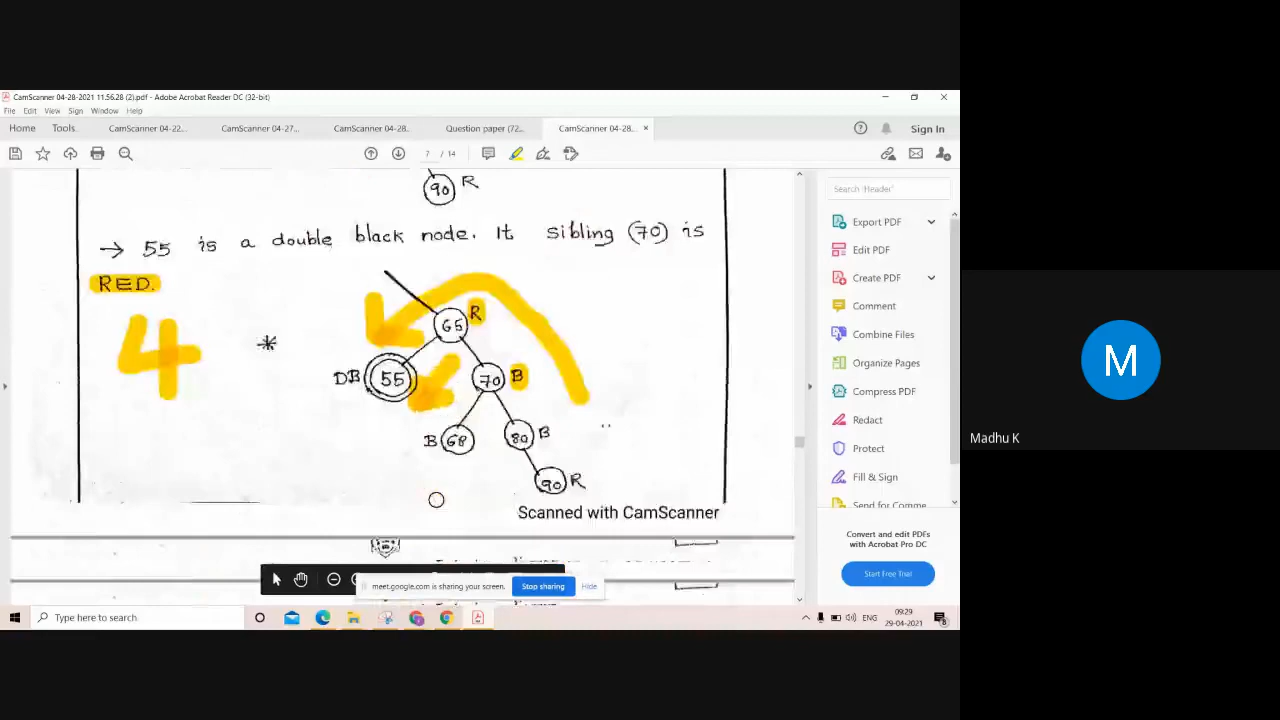 CamScanner 04-28-2021 11.56.28 (2).pdf - Adobe Acrobat Reader DC (32-bit)
File Edit View Sign Window Help
Home Tools CamScanner 04-22... CamScanner 04-27... CamScanner 04-28... Question paper (72... CamScanner 04-28... × Sign In
7 / 14
90 R
→ 55 is a double black node. It sibling (70) is
RED.
4 *
65 R
DB 55 70 B
B 68 80 B
90 R
Scanned with CamScanner
Search 'Header'
Export PDF
Edit PDF
Create PDF
Comment
Combine Files
Organize Pages
Compress PDF
Redact
Protect
Fill & Sign
Send for Comme
Convert and edit PDFs
with Acrobat Pro DC
Start Free Trial
meet.google.com is sharing your screen. Stop sharing Hide
Type here to search
ENG
09:29
29-04-2021
8
M
Madhu K